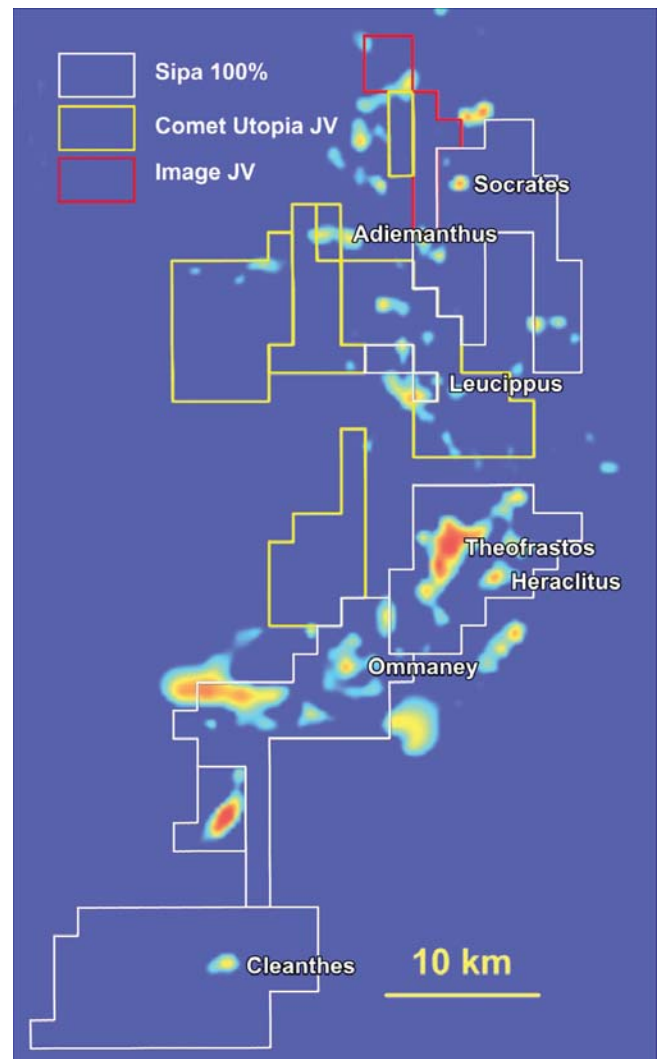 Sipa 100%
Comet Utopia JV
Image JV
Socrates
Adiemanthus
Leucippus
Theofrastos
Heraclitus
Ommaney
Cleanthes
10 km